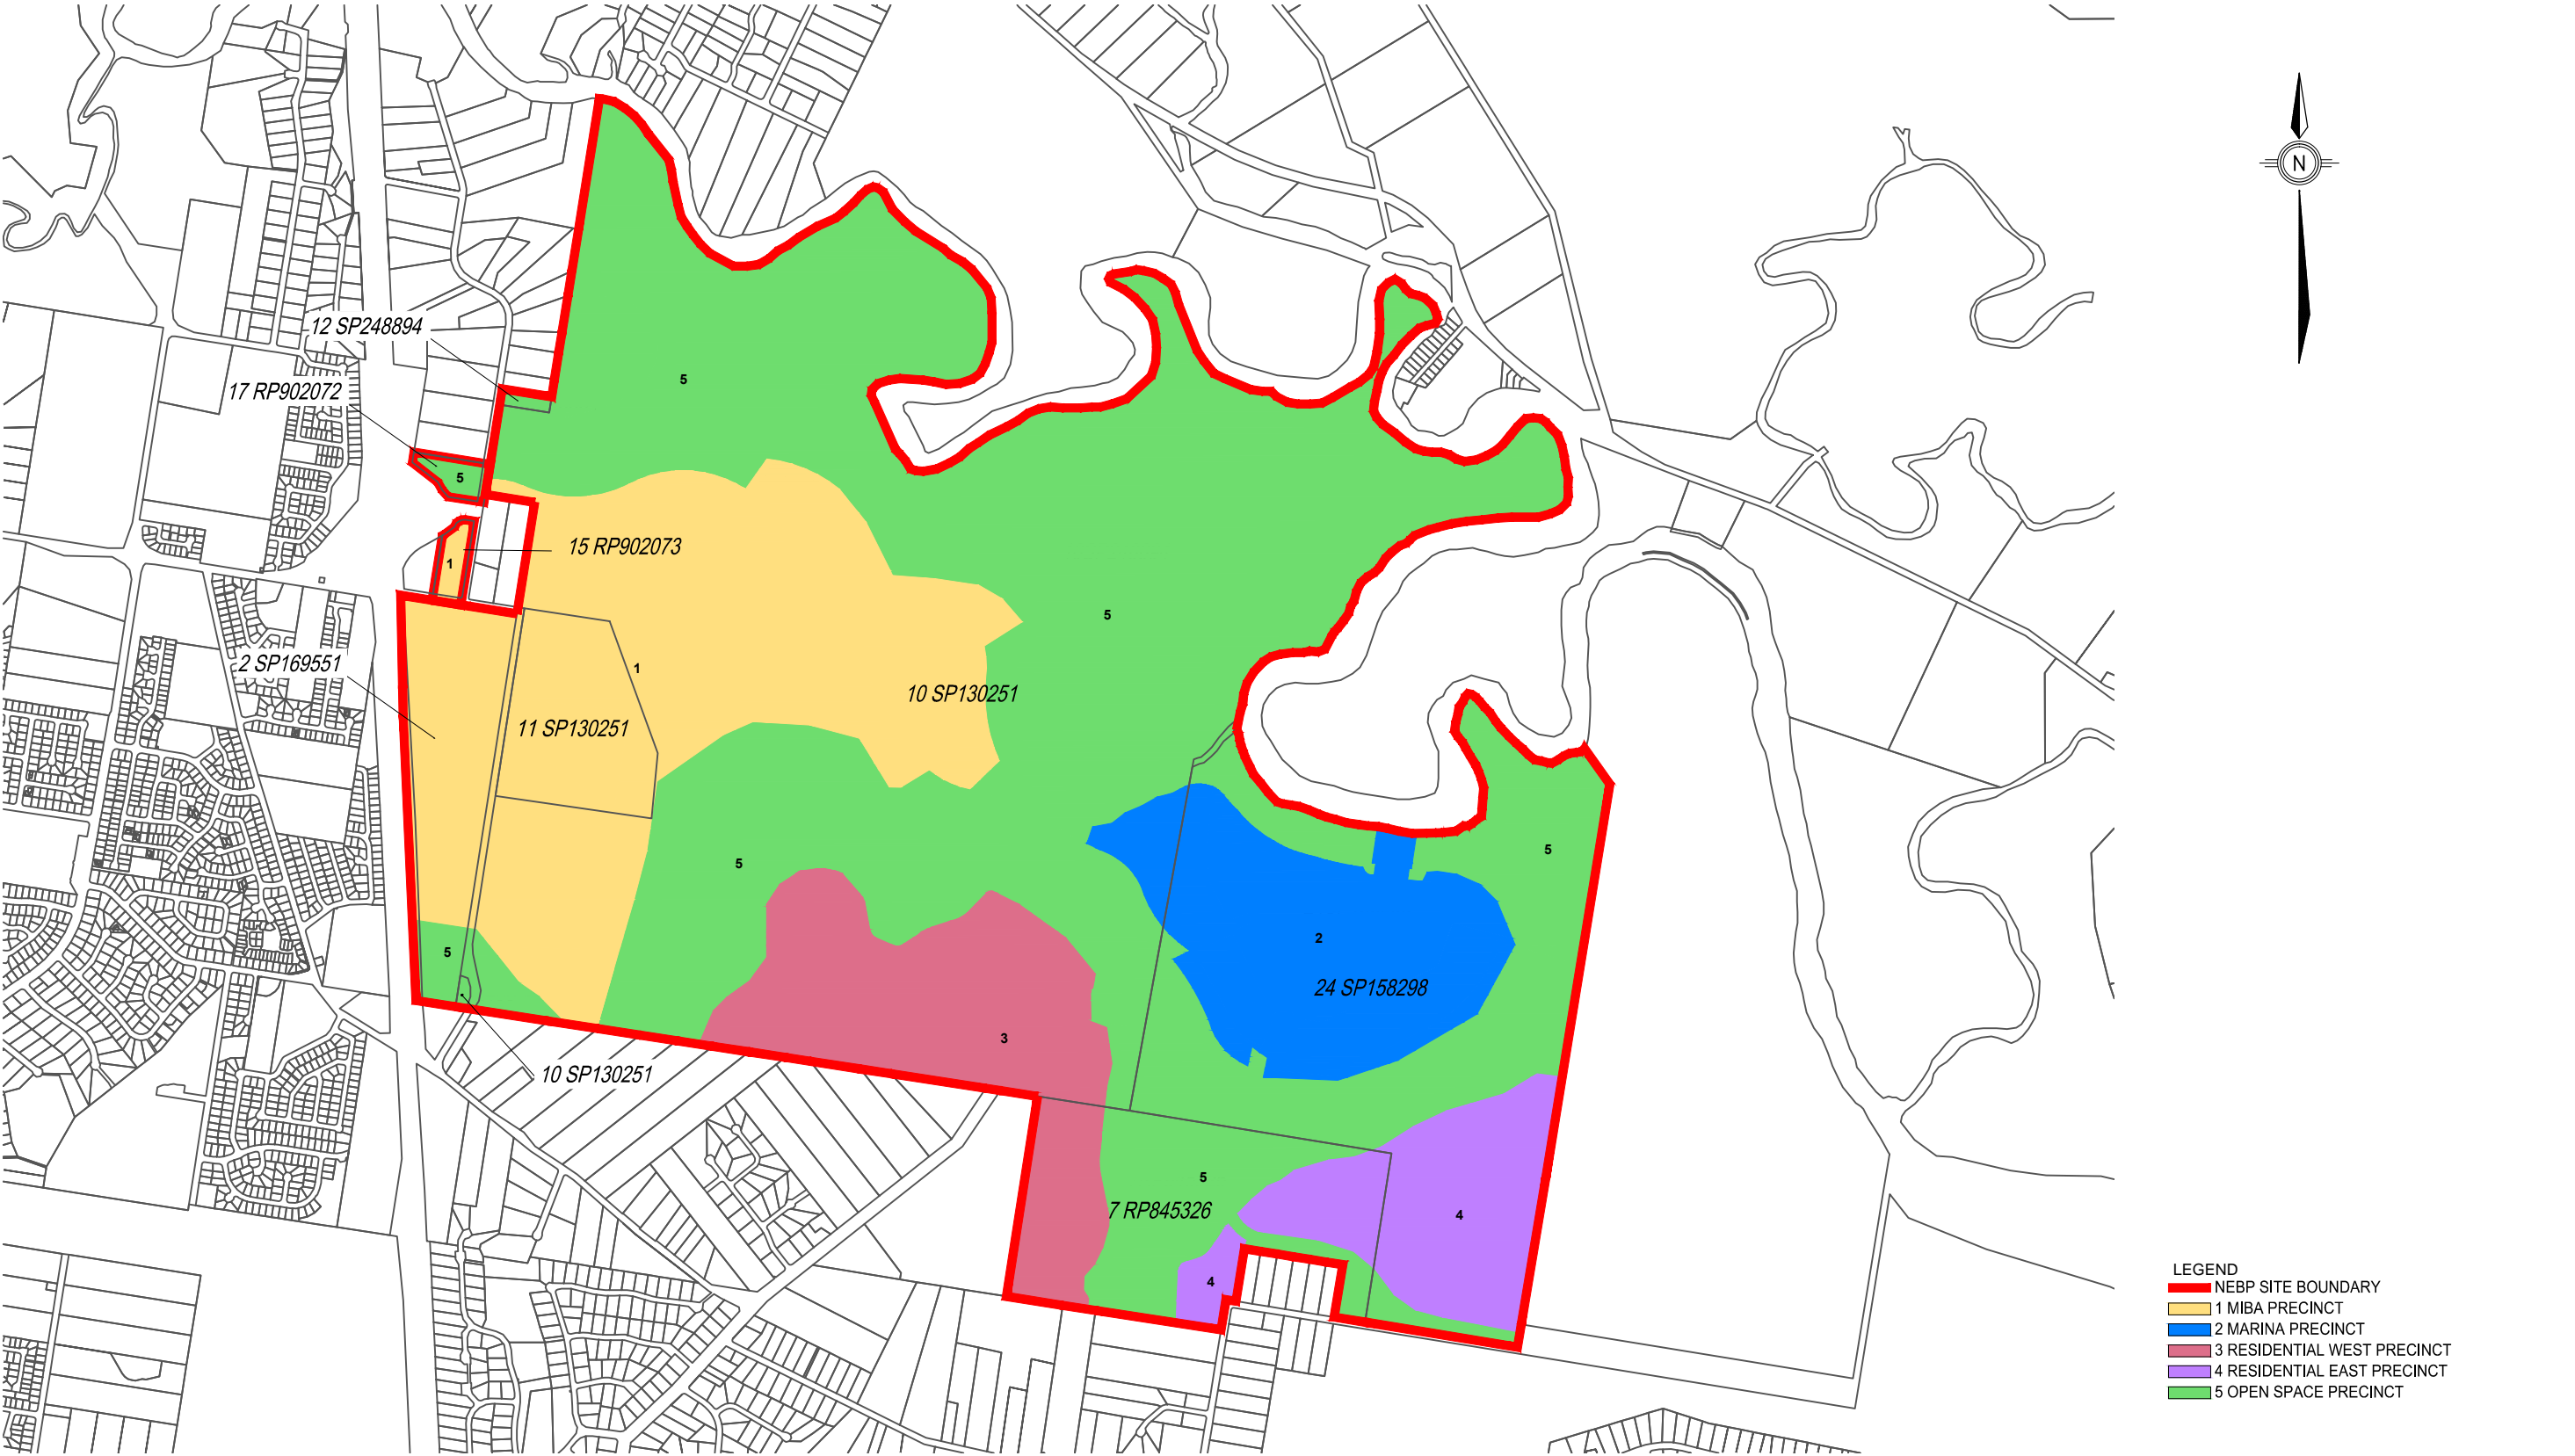 N
12 SP248894
17 RP902072
5
5
15 RP902073
1
5
2 SP169551
1
10 SP130251
11 SP130251
5
5
2
5
24 SP158298
3
10 SP130251
5
7 RP845326
4
4
LEGEND
NEBP SITE BOUNDARY
1 MIBA PRECINCT
2 MARINA PRECINCT
3 RESIDENTIAL WEST PRECINCT
4 RESIDENTIAL EAST PRECINCT
5 OPEN SPACE PRECINCT